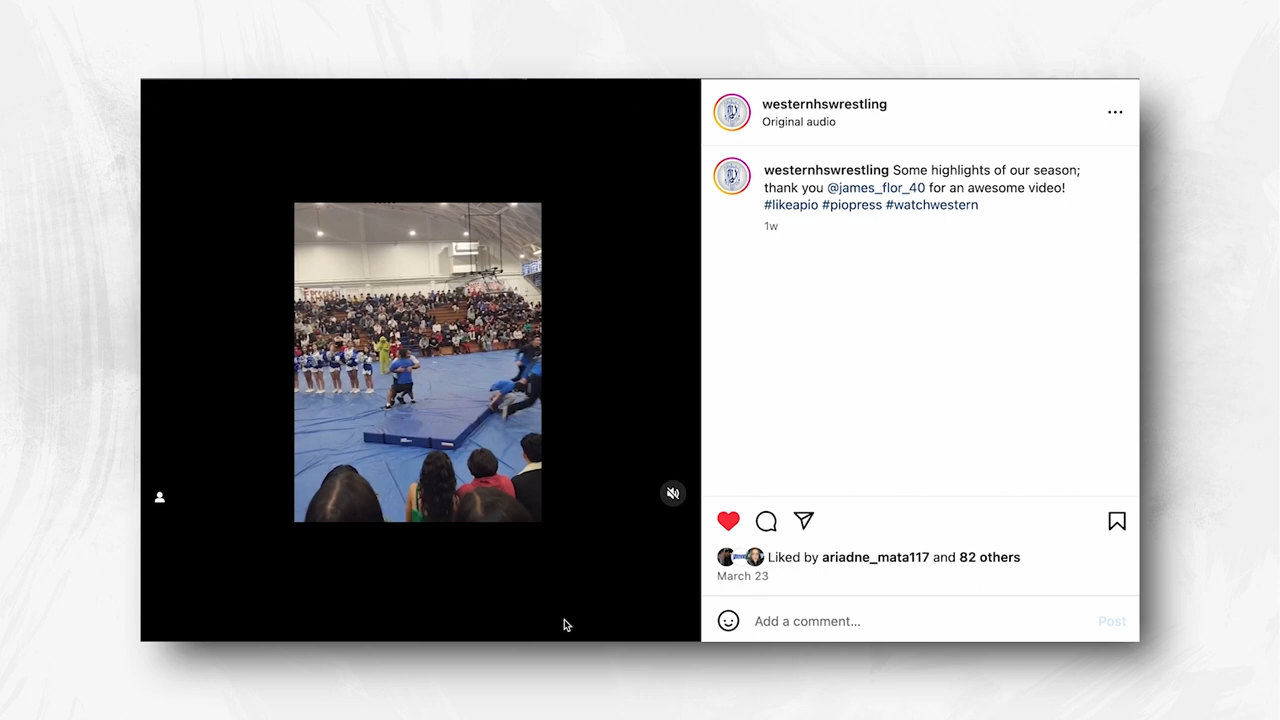 westernhswrestling
Original audio
westernhswrestling Some highlights of our season;
thank you @james_flor_40 for an awesome video!
#likeapio #piopress #watchwestern
1w
Liked by ariadne_mata117 and 82 others
March 23
Add a comment...
Post